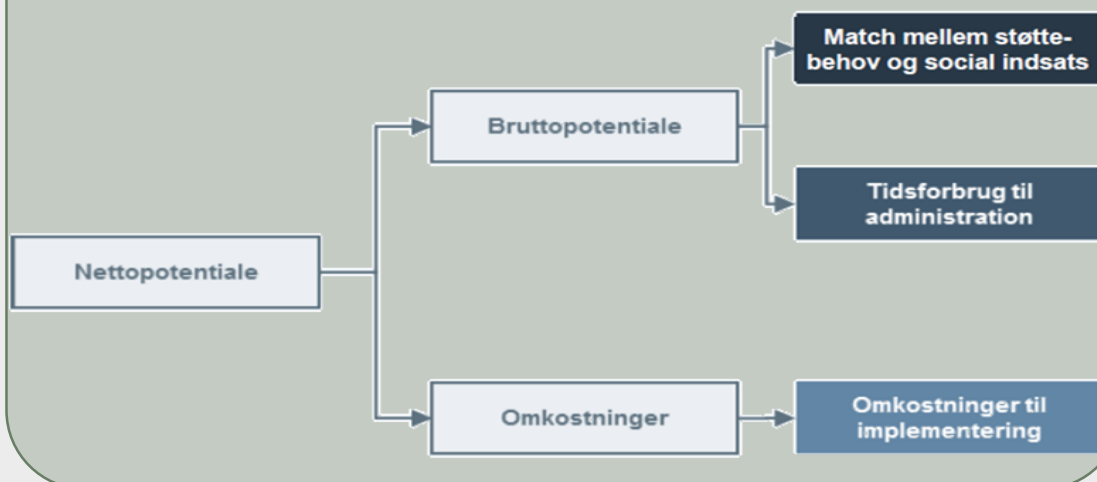 Match mellem støtte-
behov og social indsats
Bruttopotentiale
Tidsforbrug til
administration
Nettopotentiale
Omkostninger
Omkostninger til
implementering